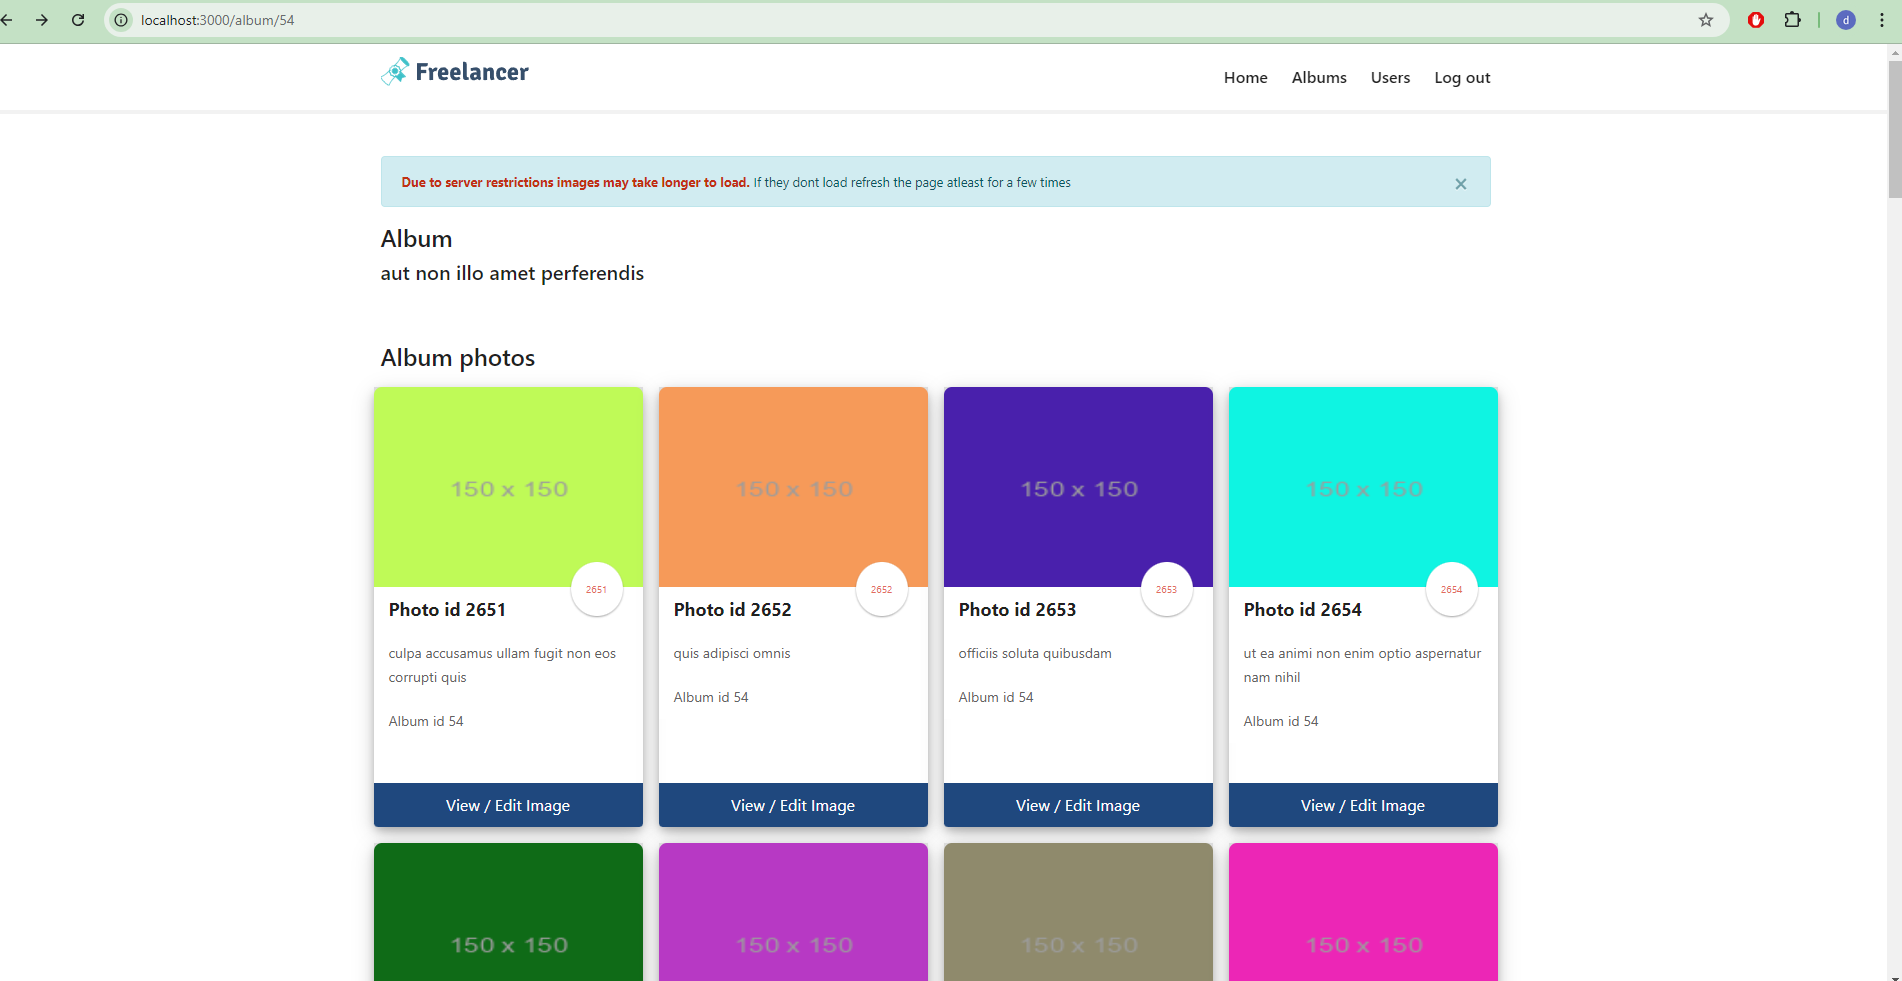 localhost:3000/album/54
d
Freelancer
Home Albums Users Log out
Due to server restrictions images may take longer to load. If they dont load refresh the page atleast for a few times
×
Album
aut non illo amet perferendis
Album photos
150 x 150 150 x 150 150 x 150 150 x 150
2651 2652 2653 2654
Photo id 2651 Photo id 2652 Photo id 2653 Photo id 2654
culpa accusamus ullam fugit non eos quis adipisci omnis officiis soluta quibusdam ut ea animi non enim optio aspernatur
corrupti quis nam nihil
Album id 54 Album id 54
Album id 54 Album id 54
View / Edit Image View / Edit Image View / Edit Image View / Edit Image
150 x 150 150 x 150 150 x 150 150 x 150